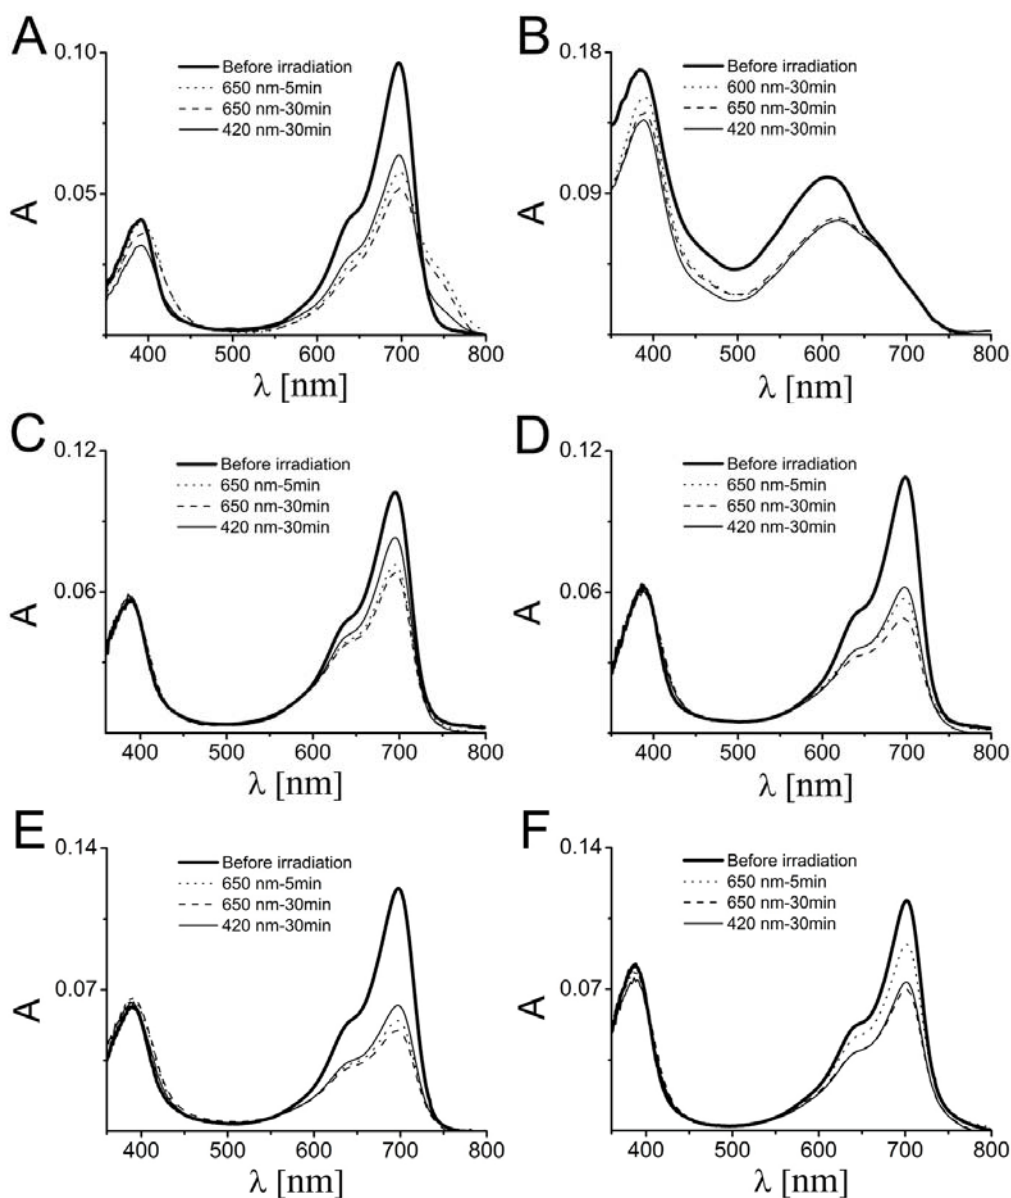 A
0.10
0.05
A
Before irradiation
650 nm-5min
650 nm-30min
420 nm-30min
400 500 600 700 800
λ [nm]
B
0.18
0.09
A
Before irradiation
600 nm-30min
650 nm-30min
420 nm-30min
400 500 600 700 800
λ [nm]
C
0.12
0.06
A
Before irradiation
650 nm-5min
650 nm-30min
420 nm-30min
400 500 600 700 800
λ [nm]
D
0.12
0.06
A
Before irradiation
650 nm-5min
650 nm-30min
420 nm-30min
400 500 600 700 800
λ [nm]
E
0.14
0.07
A
Before irradiation
650 nm-5min
650 nm-30min
420 nm-30min
400 500 600 700 800
λ [nm]
F
0.14
0.07
A
Before irradiation
650 nm-5min
650 nm-30min
420 nm-30min
400 500 600 700 800
λ [nm]